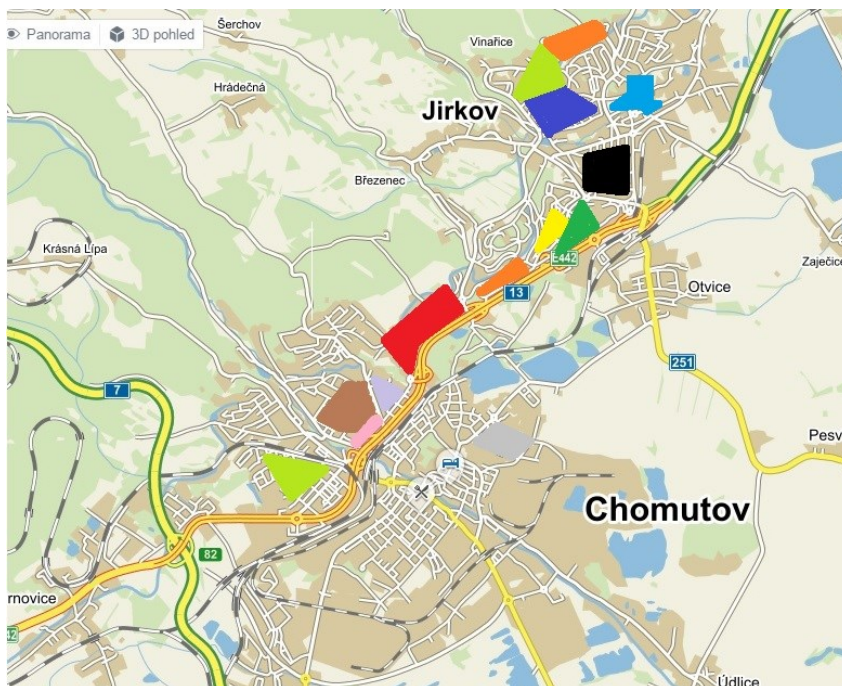 Panorama
3D pohled
Šerchov
Vinařice
Hrádečná
Jirkov
Březenec
Krásná Lípa
E442
Zaječice
13
Otvice
251
7
Pesv
Chomutov
82
rnovice
42
Údlice